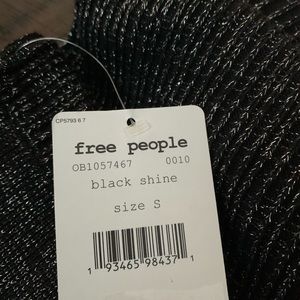 CP5793 6 7
free people
OB1057467 0010
black shine
size S
1 93465 98437 1